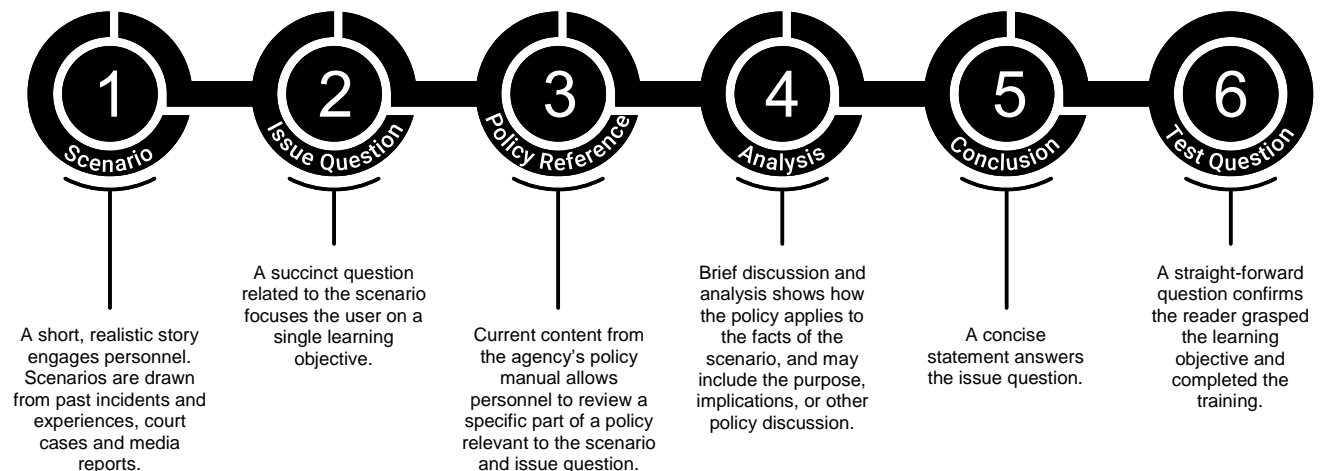 1
Scenario
A short, realistic story
engages personnel.
Scenarios are drawn
from past incidents and
experiences, court
cases and media
reports.
2
Issue Question
A succinct question
related to the scenario
focuses the user on a
single learning
objective.
3
Policy Reference
Current content from
the agency's policy
manual allows
personnel to review a
specific part of a policy
relevant to the scenario
and issue question.
4
Analysis
Brief discussion and
analysis shows how
the policy applies to
the facts of the
scenario, and may
include the purpose,
implications, or other
policy discussion.
5
Conclusion
A concise
statement answers
the issue question.
6
Test Question
A straight-forward
question confirms
the reader grasped
the learning
objective and
completed the
training.